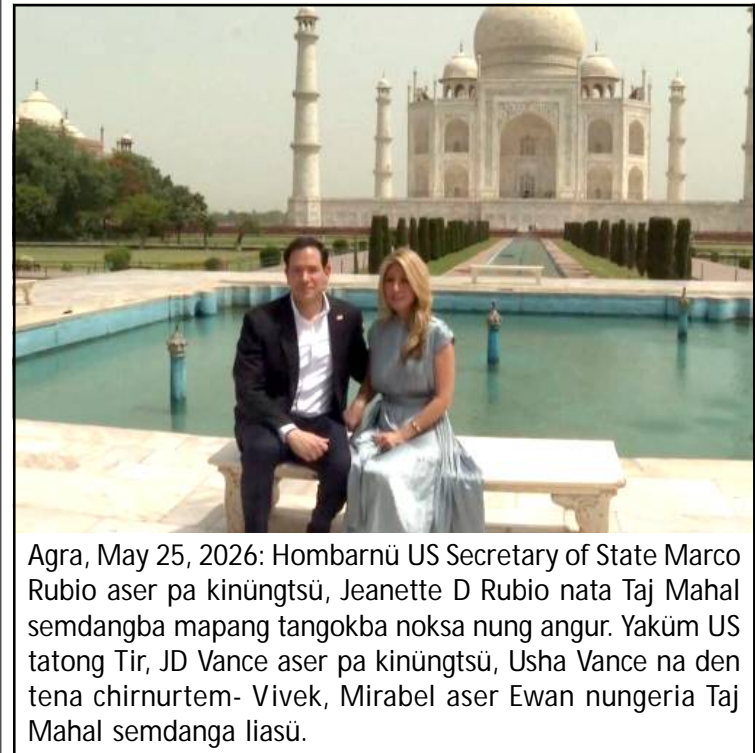 Agra, May 25, 2026: Hombarnü US Secretary of State Marco
Rubio aser pa kinüngtsü, Jeanette D Rubio nata Taj Mahal
semdangba mapang tangokba noksa nung angur. Yaküm US
tatong Tir, JD Vance aser pa kinüngtsü, Usha Vance na den
tena chirnurtem- Vivek, Mirabel aser Ewan nungeria Taj
Mahal semdanga liasü.